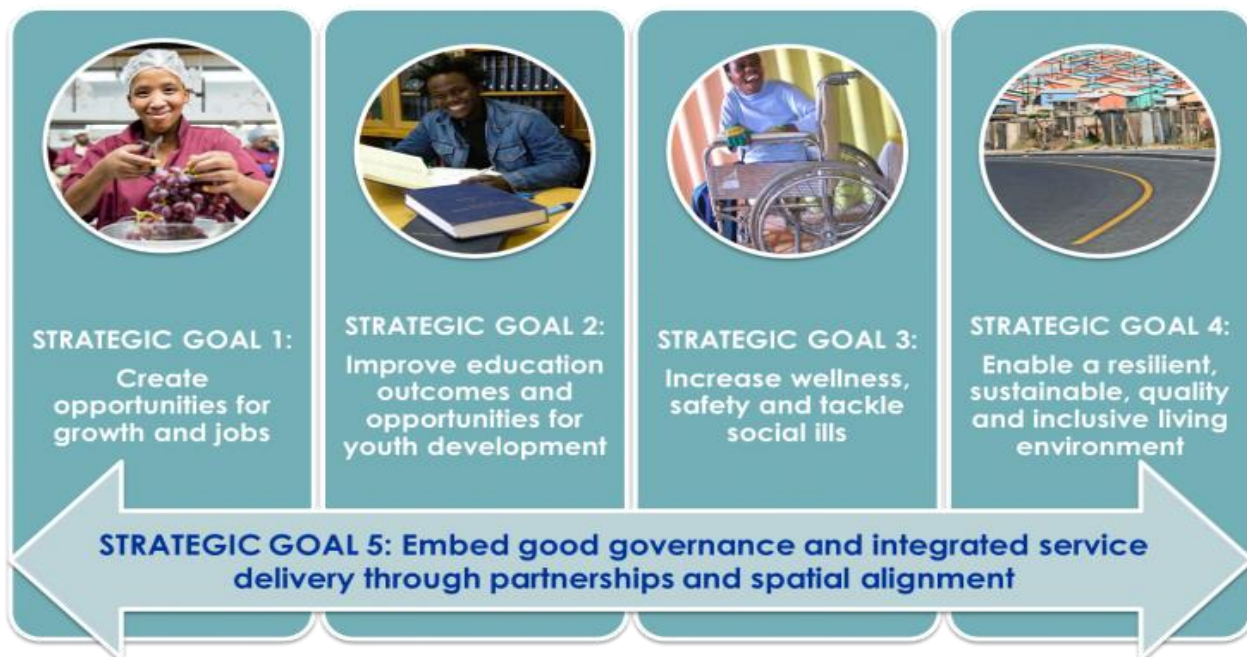 STRATEGIC GOAL 1:
Create
opportunities for
growth and jobs
STRATEGIC GOAL 2:
Improve education
outcomes and
opportunities for
youth development
STRATEGIC GOAL 3:
Increase wellness,
safety and tackle
social ills
STRATEGIC GOAL 4:
Enable a resilient,
sustainable, quality
and inclusive living
environment
STRATEGIC GOAL 5: Embed good governance and integrated service
delivery through partnerships and spatial alignment